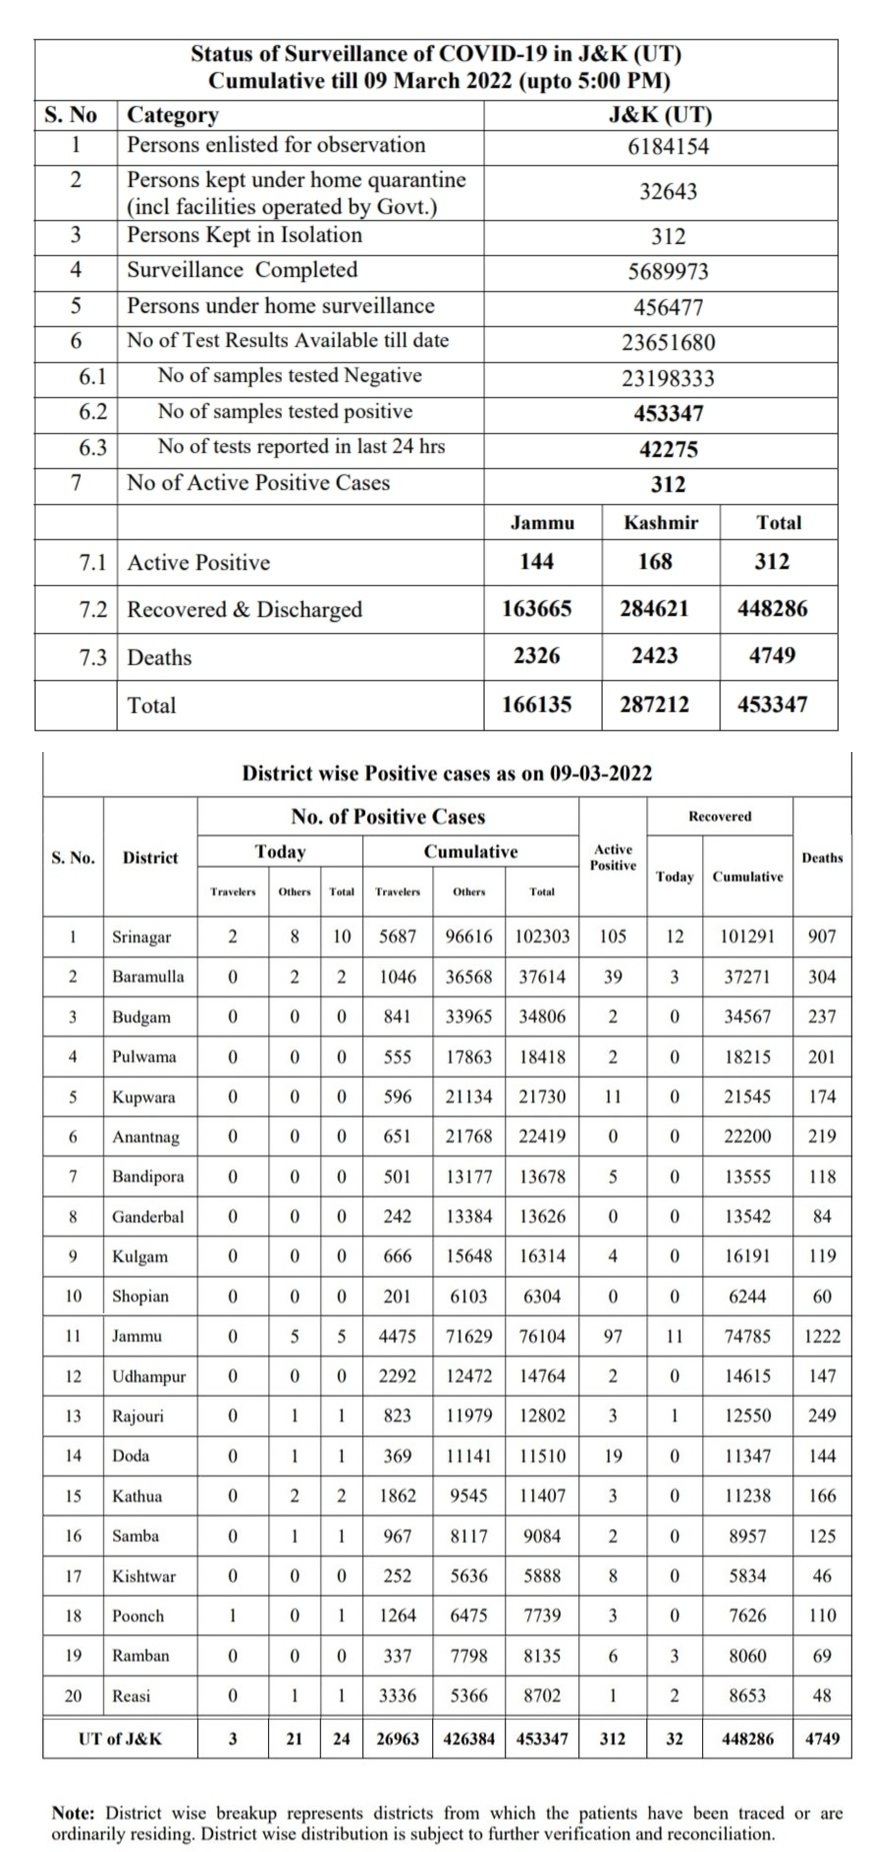 Status of Surveillance of COVID-19 in J&K (UT)
Cumulative till 09 March 2022 (upto 5:00 PM)
S. No Category J&K (UT)
1 Persons enlisted for observation 6184154
2 Persons kept under home quarantine
(incl facilities operated by Govt.) 32643
3 Persons Kept in Isolation 312
4 Surveillance Completed 5689973
5 Persons under home surveillance 456477
6 No of Test Results Available till date 23651680
6.1 No of samples tested Negative 23198333
6.2 No of samples tested positive 453347
6.3 No of tests reported in last 24 hrs 42275
7 No of Active Positive Cases 312
Jammu Kashmir Total
7.1 Active Positive 144 168 312
7.2 Recovered & Discharged 163665 284621 448286
7.3 Deaths 2326 2423 4749
Total 166135 287212 453347
District wise Positive cases as on 09-03-2022
S. No. District No. of Positive Cases Active Positive Recovered Deaths
Today Cumulative Today Cumulative
Travelers Others Total Travelers Others Total
1 Srinagar 2 8 10 5687 96616 102303 105 12 101291 907
2 Baramulla 0 2 2 1046 36568 37614 39 3 37271 304
3 Budgam 0 0 0 841 33965 34806 2 0 34567 237
4 Pulwama 0 0 0 555 17863 18418 2 0 18215 201
5 Kupwara 0 0 0 596 21134 21730 11 0 21545 174
6 Anantnag 0 0 0 651 21768 22419 0 0 22200 219
7 Bandipora 0 0 0 501 13177 13678 5 0 13555 118
8 Ganderbal 0 0 0 242 13384 13626 0 0 13542 84
9 Kulgam 0 0 0 666 15648 16314 4 0 16191 119
10 Shopian 0 0 0 201 6103 6304 0 0 6244 60
11 Jammu 0 5 5 4475 71629 76104 97 11 74785 1222
12 Udhampur 0 0 0 2292 12472 14764 2 0 14615 147
13 Rajouri 0 1 1 823 11979 12802 3 1 12550 249
14 Doda 0 1 1 369 11141 11510 19 0 11347 144
15 Kathua 0 2 2 1862 9545 11407 3 0 11238 166
16 Samba 0 1 1 967 8117 9084 2 0 8957 125
17 Kishtwar 0 0 0 252 5636 5888 8 0 5834 46
18 Poonch 1 0 1 1264 6475 7739 3 0 7626 110
19 Ramban 0 0 0 337 7798 8135 6 3 8060 69
20 Reasi 0 1 1 3336 5366 8702 1 2 8653 48
UT of J&K 3 21 24 26963 426384 453347 312 32 448286 4749
Note: District wise breakup represents districts from which the patients have been traced or are
ordinarily residing. District wise distribution is subject to further verification and reconciliation.